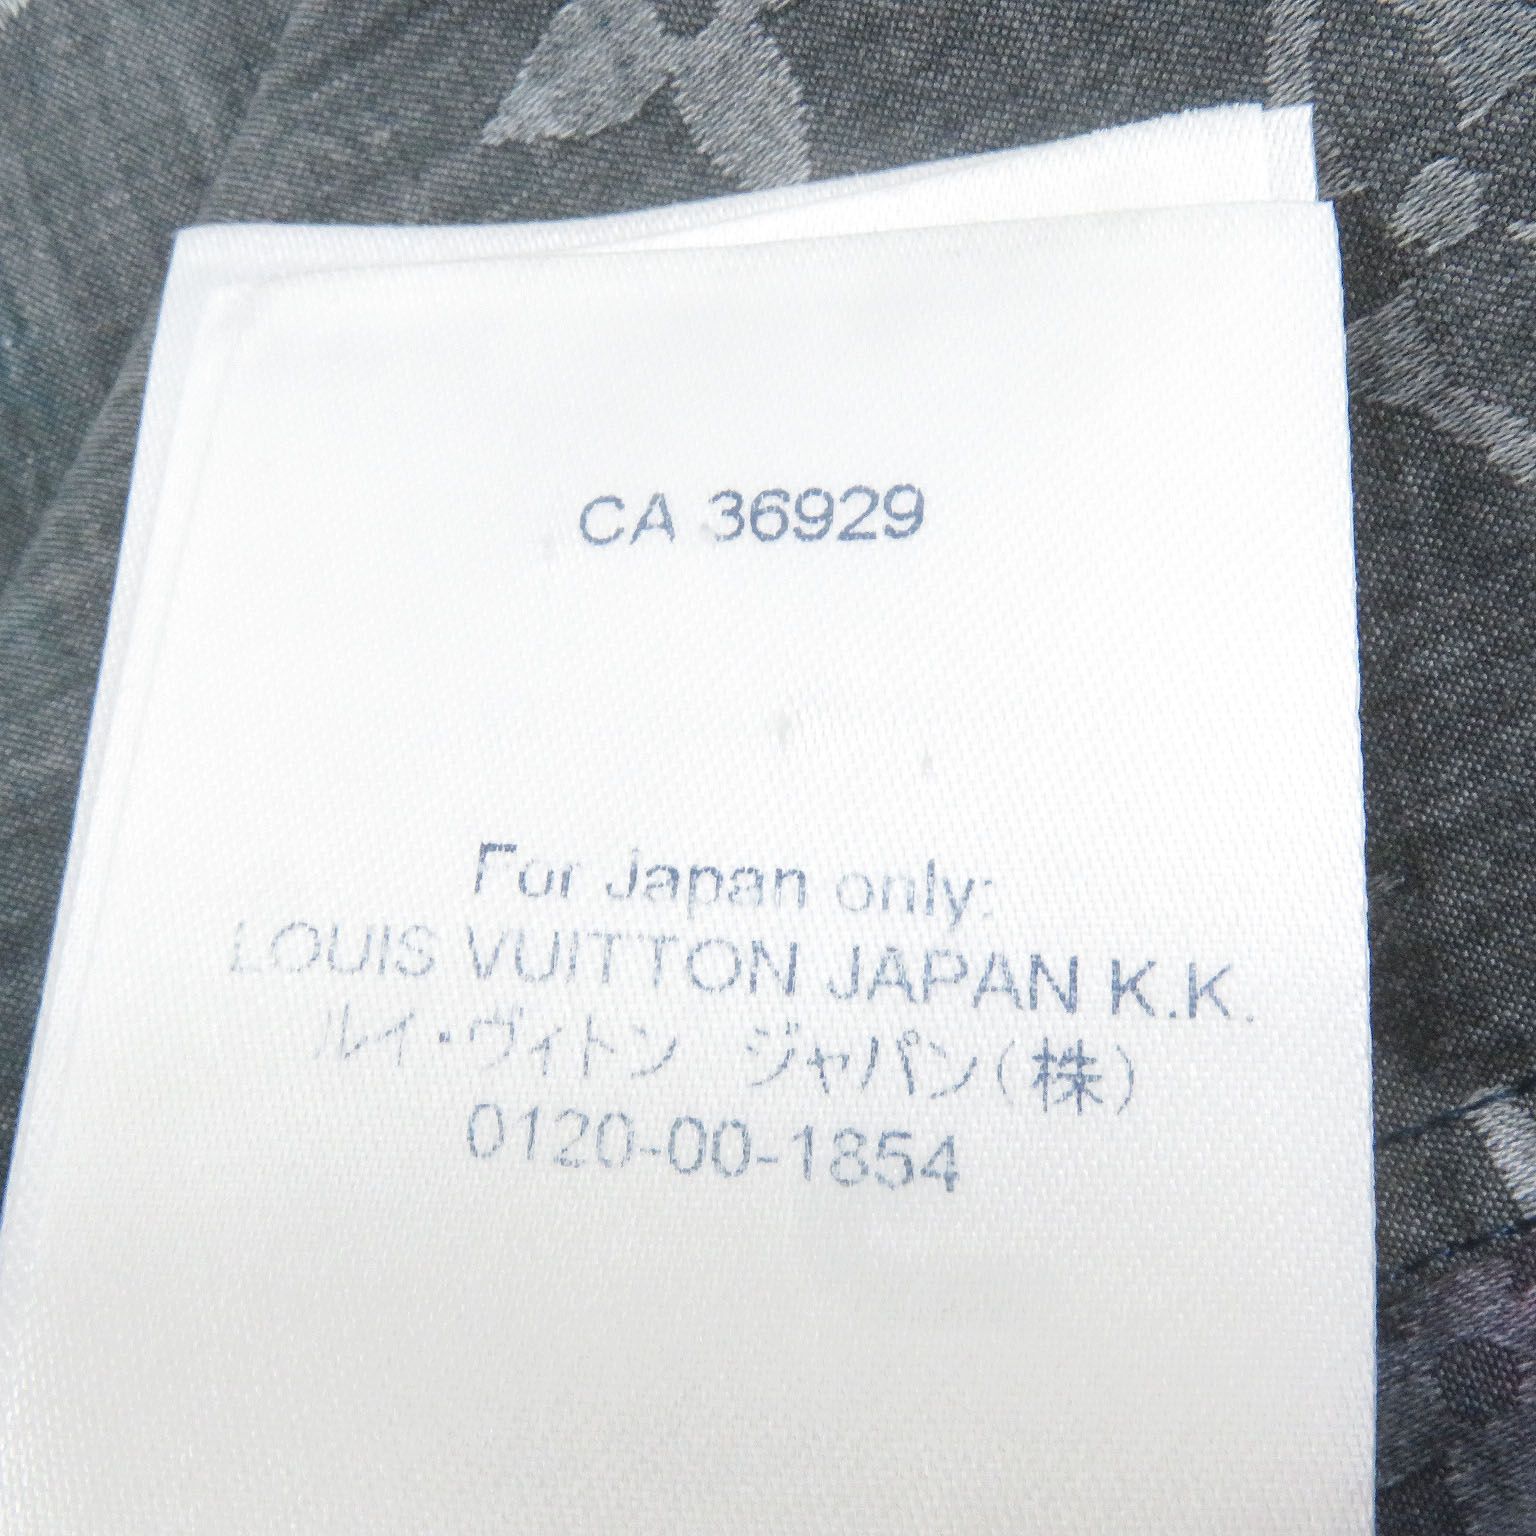 CA 36929
For Japan only:
LOUIS VUITTON JAPAN K.K.
ルイ・ヴィトン ジャパン(株)
0120-00-1854